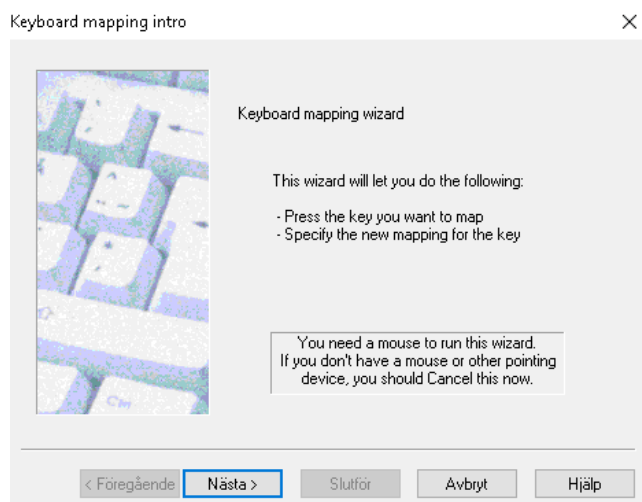 Keyboard mapping intro
Keyboard mapping wizard
This wizard will let you do the following:
- Press the key you want to map
- Specify the new mapping for the key
You need a mouse to run this wizard.
If you don't have a mouse or other pointing
device, you should Cancel this now.
< Föregående Nästa > Slutför Avbryt Hjälp